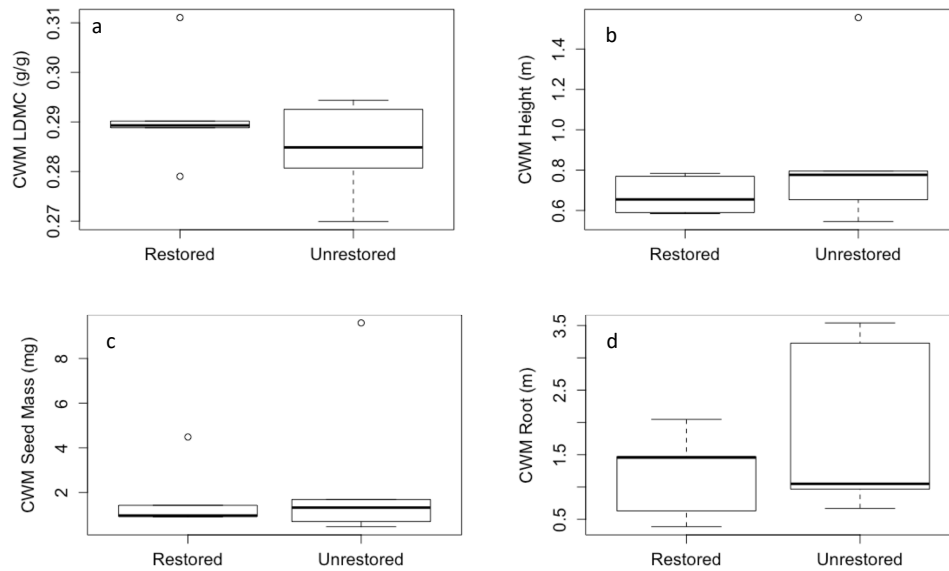 a
CWM LDMC (g/g)
0.31
0.30
0.29
0.28
0.27
Restored Unrestored
b
CWM Height (m)
1.4
1.2
1.0
0.8
0.6
Restored Unrestored
c
CWM Seed Mass (mg)
8
6
4
2
Restored Unrestored
d
CWM Root (m)
3.5
2.5
1.5
0.5
Restored Unrestored